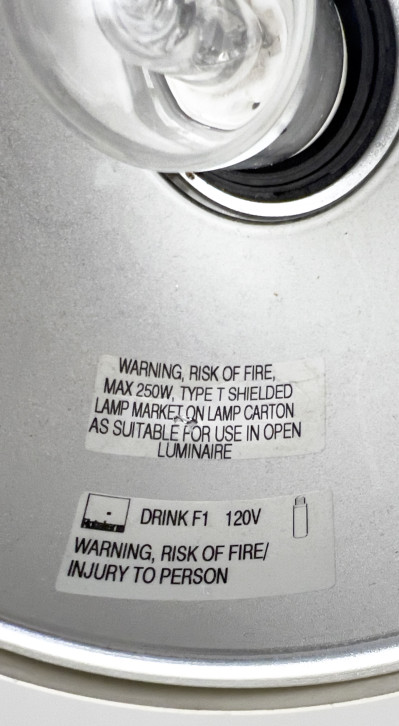 WARNING, RISK OF FIRE,
MAX 250W, TYPE T SHIELDED
LAMP MARKET ON LAMP CARTON
AS SUITABLE FOR USE IN OPEN
LUMINAIRE
Rotaliana DRINK F1 120V
WARNING, RISK OF FIRE/
INJURY TO PERSON